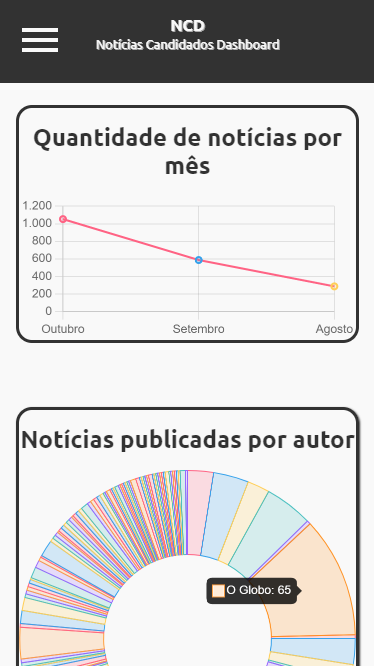 NCD
Notícias Candidados Dashboard
Quantidade de notícias por
mês
1.200
1.000
800
600
400
200
0
Outubro Setembro Agosto
Notícias publicadas por autor
O Globo: 65